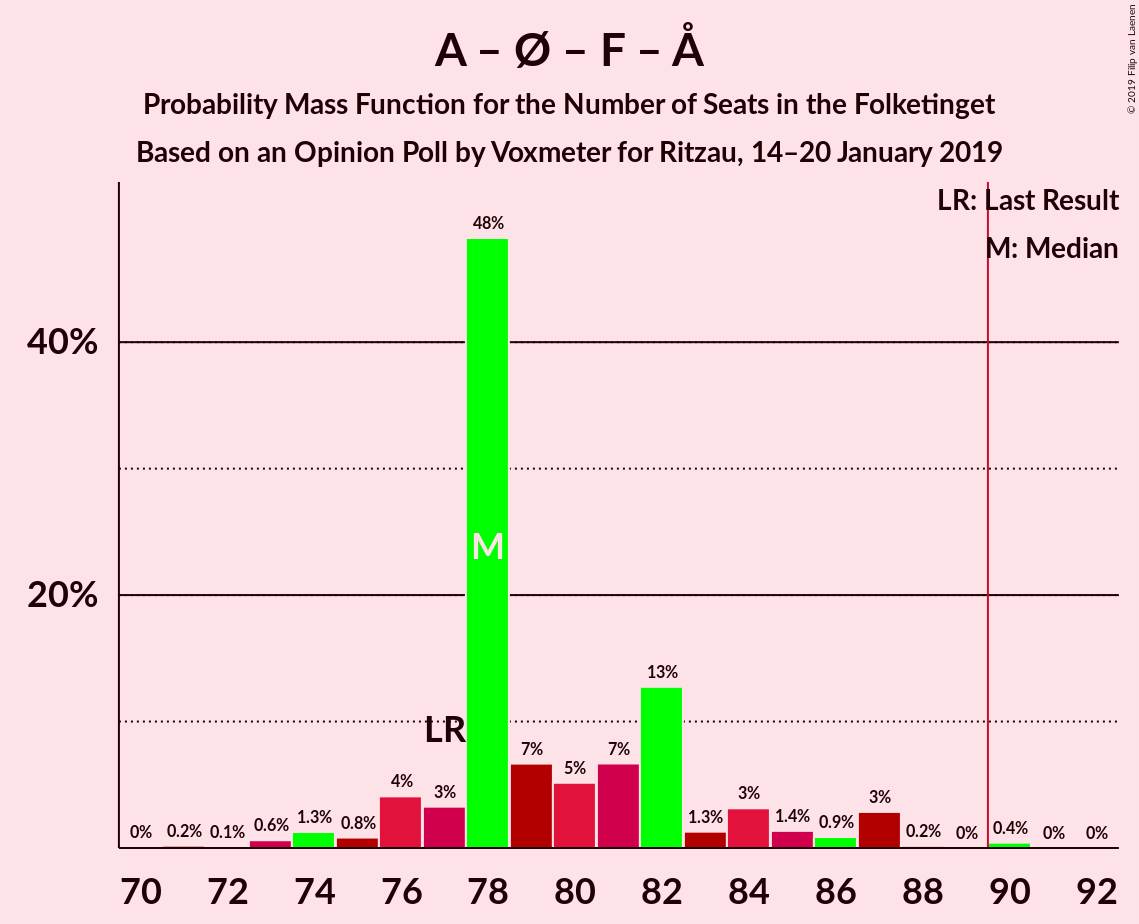 A – Ø – F – Å
Probability Mass Function for the Number of Seats in the Folketinget
Based on an Opinion Poll by Voxmeter for Ritzau, 14–20 January 2019
© 2019 Filip van Laenen
LR: Last Result
M: Median
48%
40%
M
20%
13%
LR
7%
7%
5%
4%
3%
3%
3%
0%
0.2%
0.1%
0.6%
1.3%
0.8%
1.3%
1.4%
0.9%
0.2%
0%
0.4%
0%
0%
70 72 74 76 78 80 82 84 86 88 90 92